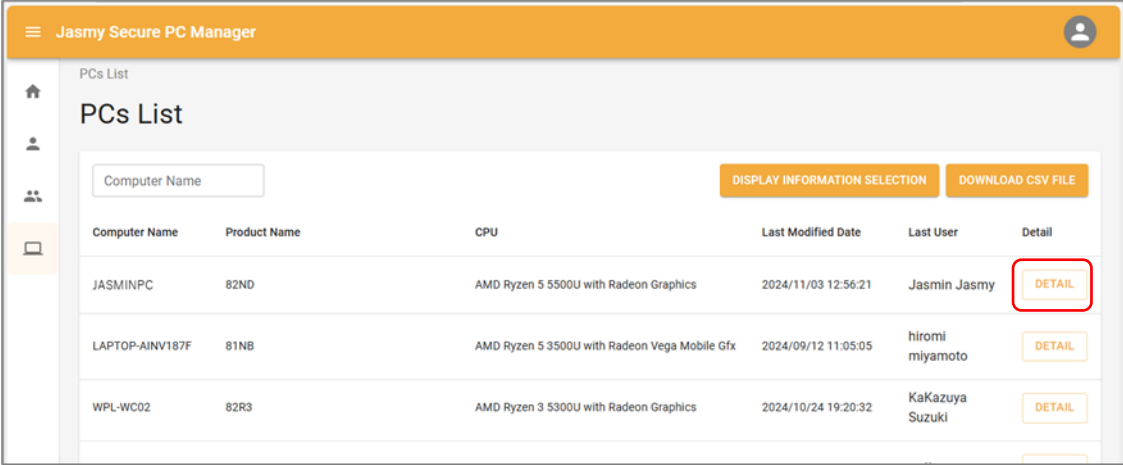 Jasmy Secure PC Manager
PCs List
PCs List
Computer Name
DISPLAY INFORMATION SELECTION
DOWNLOAD CSV FILE
Computer Name Product Name CPU Last Modified Date Last User Detail
JASMINPC 82ND AMD Ryzen 5 5500U with Radeon Graphics 2024/11/03 12:56:21 Jasmin Jasmy DETAIL
LAPTOP-AINV187F 81NB AMD Ryzen 5 3500U with Radeon Vega Mobile Gfx 2024/09/12 11:05:05 hiromi miyamoto DETAIL
WPL-WC02 82R3 AMD Ryzen 3 5300U with Radeon Graphics 2024/10/24 19:20:32 KaKazuya Suzuki DETAIL